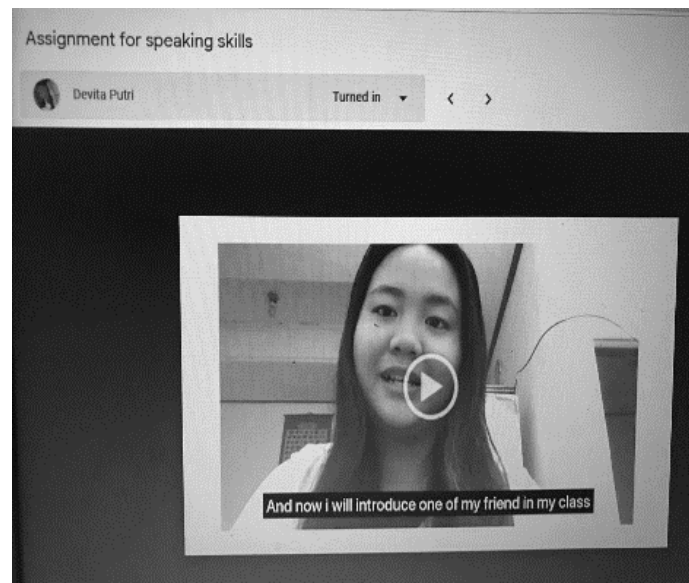 Assignment for speaking skills
Devita Putri Turned in
And now i will introduce one of my friend in my class